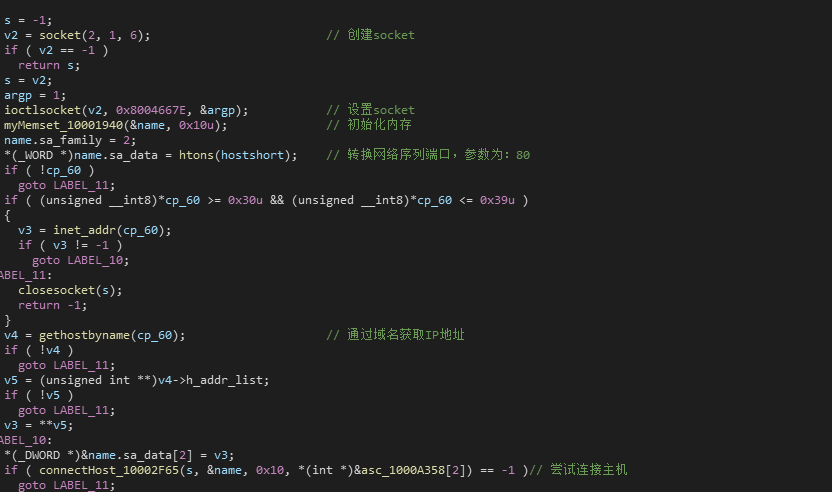 s = -1;
v2 = socket(2, 1, 6); // 创建socket
if ( v2 == -1 )
return s;
s = v2;
argp = 1;
ioctlsocket(v2, 0x8004667E, &argp); // 设置socket
myMemset_10001940(&name, 0x10u); // 初始化内存
name.sa_family = 2;
*(_WORD *)name.sa_data = htons(hostshort); // 转换网络序列端口，参数为：80
if ( !cp_60 )
goto LABEL_11;
if ( (unsigned __int8)*cp_60 >= 0x30u && (unsigned __int8)*cp_60 <= 0x39u )
{
v3 = inet_addr(cp_60);
if ( v3 != -1 )
goto LABEL_10;
ABEL_11:
closesocket(s);
return -1;
}
v4 = gethostbyname(cp_60); // 通过域名获取IP地址
if ( !v4 )
goto LABEL_11;
v5 = (unsigned int **)v4->h_addr_list;
if ( !v5 )
goto LABEL_11;
v3 = **v5;
ABEL_10:
*(_DWORD *)&name.sa_data[2] = v3;
if ( connectHost_10002F65(s, &name, 0x10, *(int *)&asc_1000A358[2]) == -1 )// 尝试连接主机
goto LABEL_11;